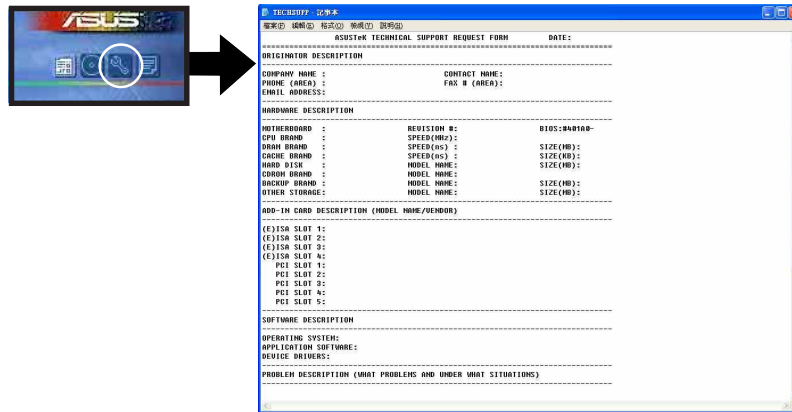 ASUS
TECHSUPP - 記事本
檔案(F) 編輯(E) 格式(O) 檢視(V) 說明(H)
ASUSTeK TECHNICAL SUPPORT REQUEST FORM DATE:
ORIGINATOR DESCRIPTION
COMPANY NAME : CONTACT NAME:
PHONE (AREA) : FAX # (AREA):
EMAIL ADDRESS:
HARDWARE DESCRIPTION
MOTHERBOARD : REVISION #: BIOS:#401A0-
CPU BRAND : SPEED(MHz):
DRAM BRAND : SPEED(ns) : SIZE(MB):
CACHE BRAND : SPEED(ns) : SIZE(KB):
HARD DISK : MODEL NAME: SIZE(MB):
CDROM BRAND : MODEL NAME:
BACKUP BRAND : MODEL NAME: SIZE(MB):
OTHER STORAGE: MODEL NAME: SIZE(MB):
ADD-IN CARD DESCRIPTION (MODEL NAME/VENDOR)
(E)ISA SLOT 1:
(E)ISA SLOT 2:
(E)ISA SLOT 3:
(E)ISA SLOT 4:
PCI SLOT 1:
PCI SLOT 2:
PCI SLOT 3:
PCI SLOT 4:
PCI SLOT 5:
SOFTWARE DESCRIPTION
OPERATING SYSTEM:
APPLICATION SOFTWARE:
DEVICE DRIVERS:
PROBLEM DESCRIPTION (WHAT PROBLEMS AND UNDER WHAT SITUATIONS)